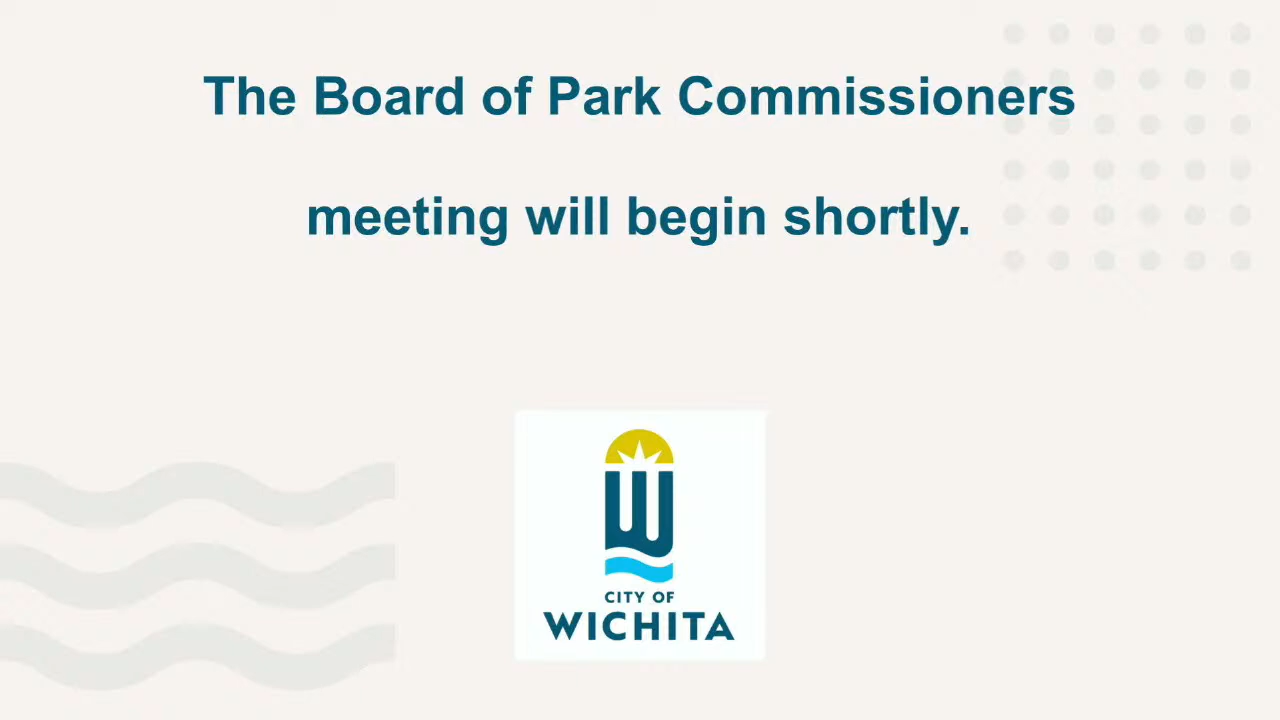 The Board of Park Commissioners
meeting will begin shortly.
CITY OF
WICHITA